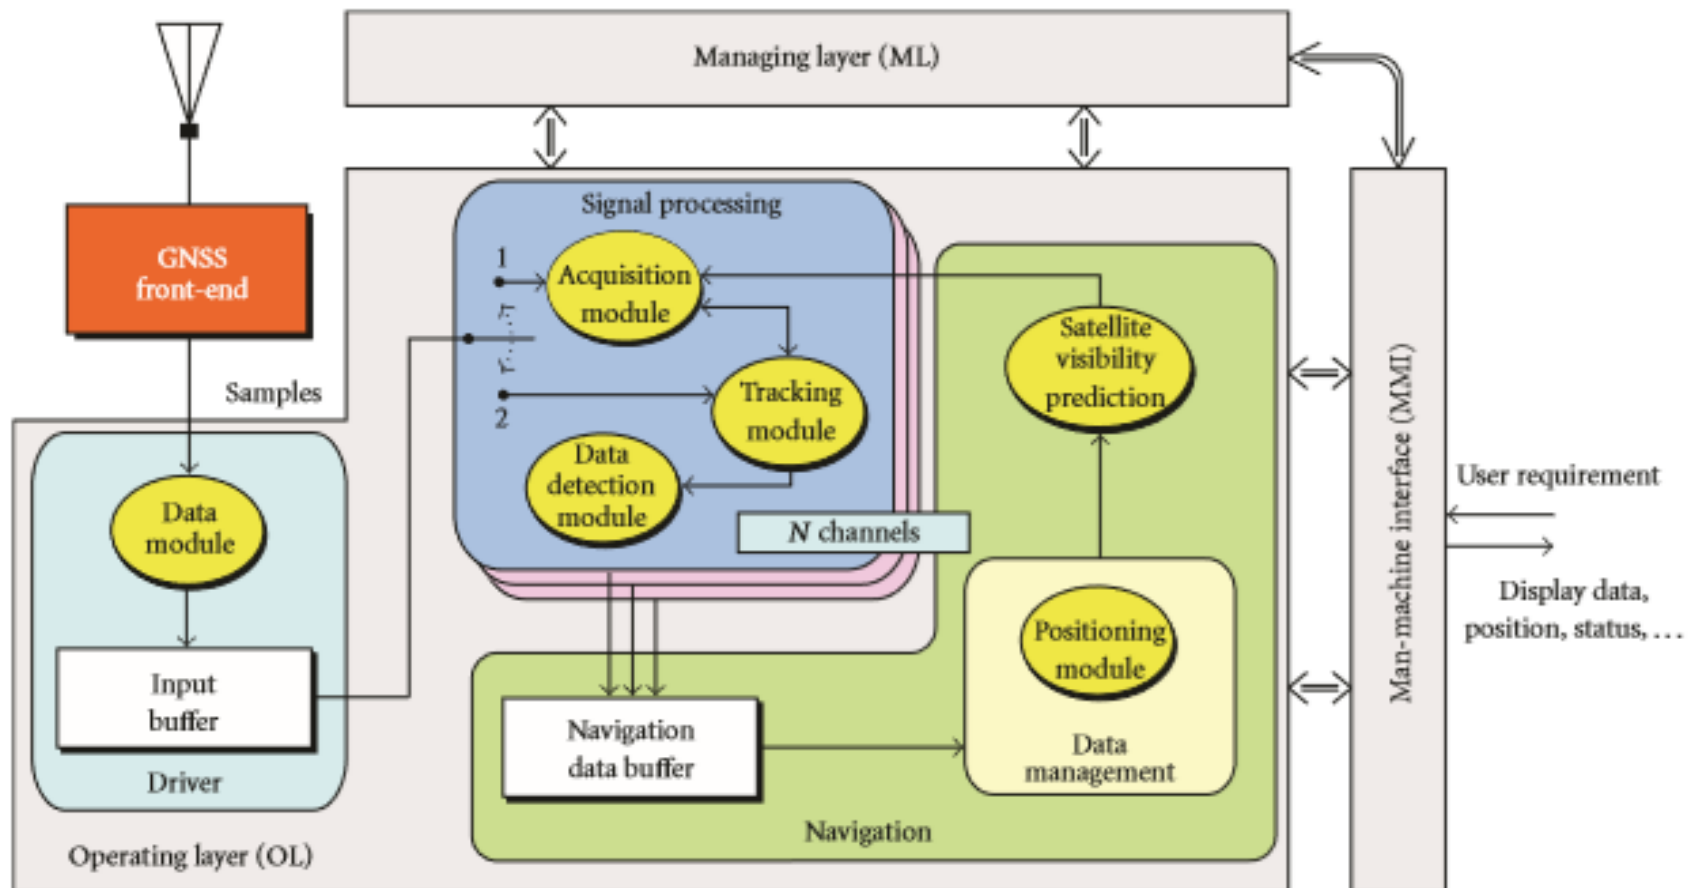 Managing layer (ML)
GNSS
front-end
Samples
Signal processing
1
Acquisition
module
2
Tracking
module
Data
detection
module
N channels
Satellite
visibility
prediction
Data
module
Input
buffer
Driver
Operating layer (OL)
Navigation
data buffer
Positioning
module
Data
management
Navigation
Man-machine interface (MMI)
User requirement
Display data,
position, status, …